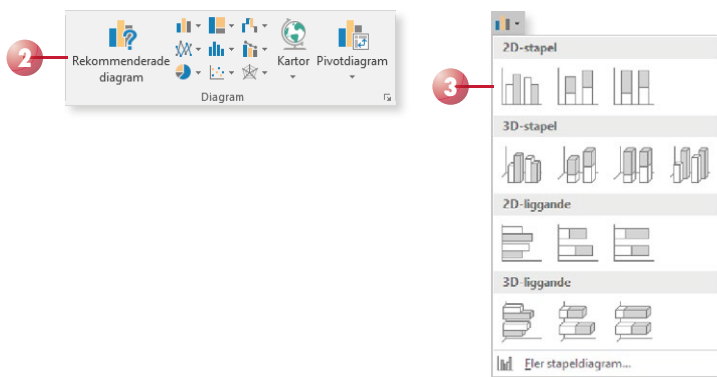 2
Rekommenderade
diagram
Kartor
Pivotdiagram
Diagram
3
2D-stapel
3D-stapel
2D-liggande
3D-liggande
Fler stapeldiagram...